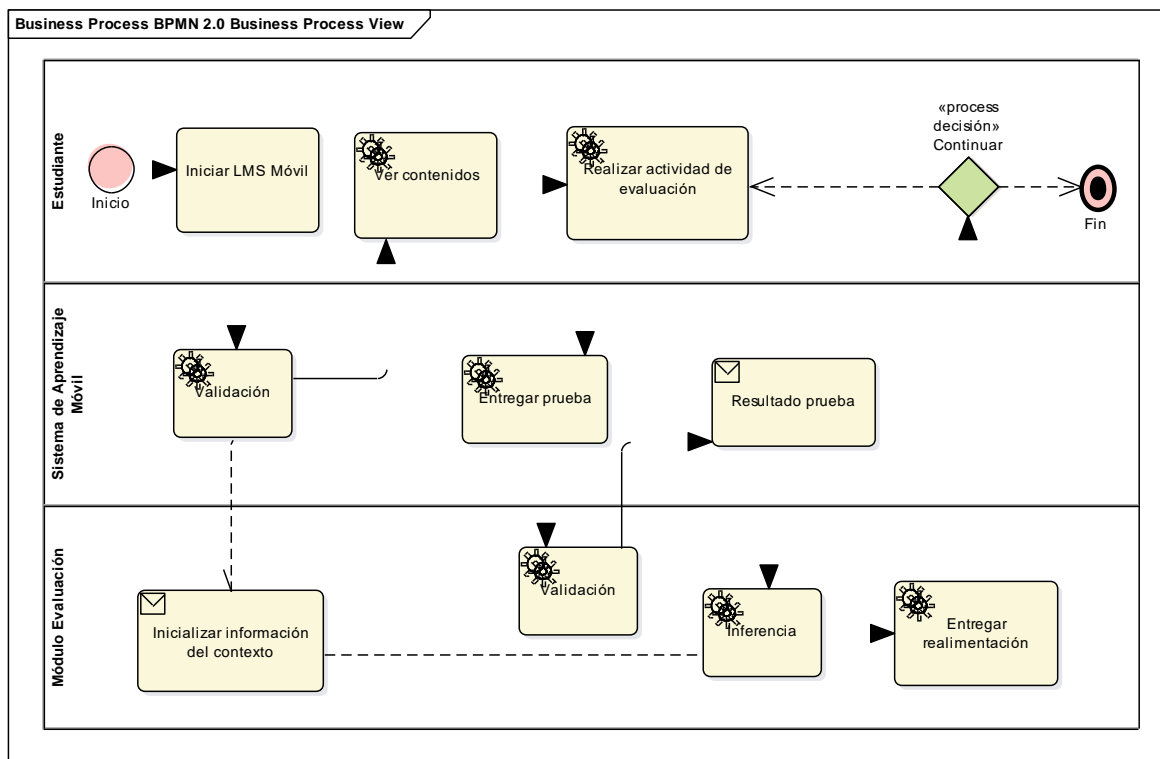 Business Process BPMN 2.0 Business Process View
Estudiante
Inicio
Iniciar LMS Móvil
Ver contenidos
Realizar actividad de
evaluación
«process
decisión»
Continuar
Fin
Sistema de Aprendizaje
Móvil
Validación
Entregar prueba
Resultado prueba
Módulo Evaluación
Inicializar información
del contexto
Validación
Inferencia
Entregar
realimentación